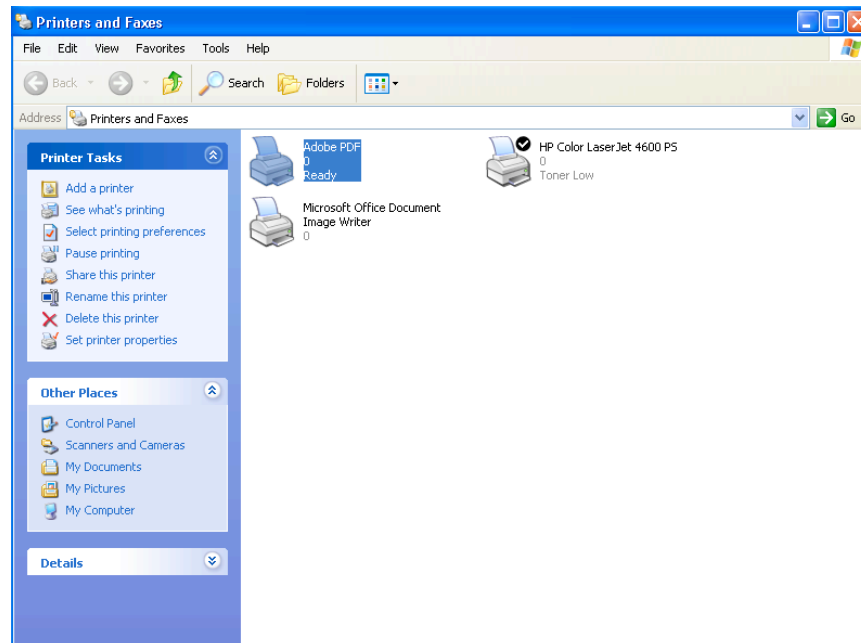 Printers and Faxes
File Edit View Favorites Tools Help
Back Search Folders
Address Printers and Faxes Go
Printer Tasks
Add a printer
See what's printing
Select printing preferences
Pause printing
Share this printer
Rename this printer
Delete this printer
Set printer properties
Other Places
Control Panel
Scanners and Cameras
My Documents
My Pictures
My Computer
Details
Adobe PDF
0
Ready
HP Color LaserJet 4600 PS
0
Toner Low
Microsoft Office Document
Image Writer
0